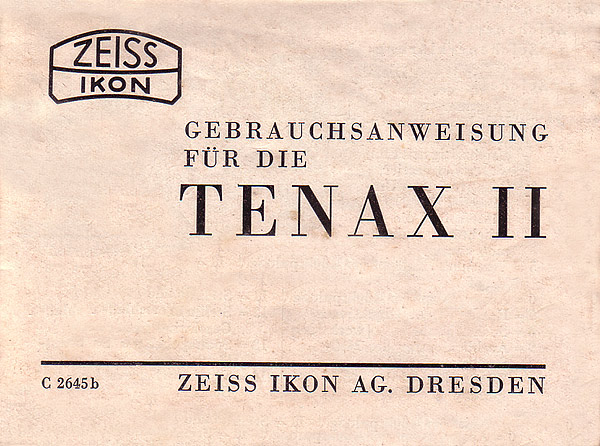 ZEISS
IKON
GEBRAUCHSANWEISUNG
FÜR DIE
TENAX II
C 2645 b
ZEISS IKON AG. DRESDEN